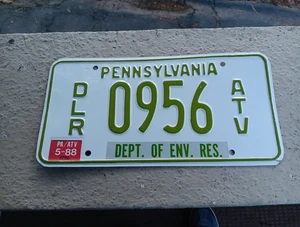 PENNSYLVANIA
DLR 0956 ATV
PA/ATV
5-88
DEPT. OF ENV. RES.